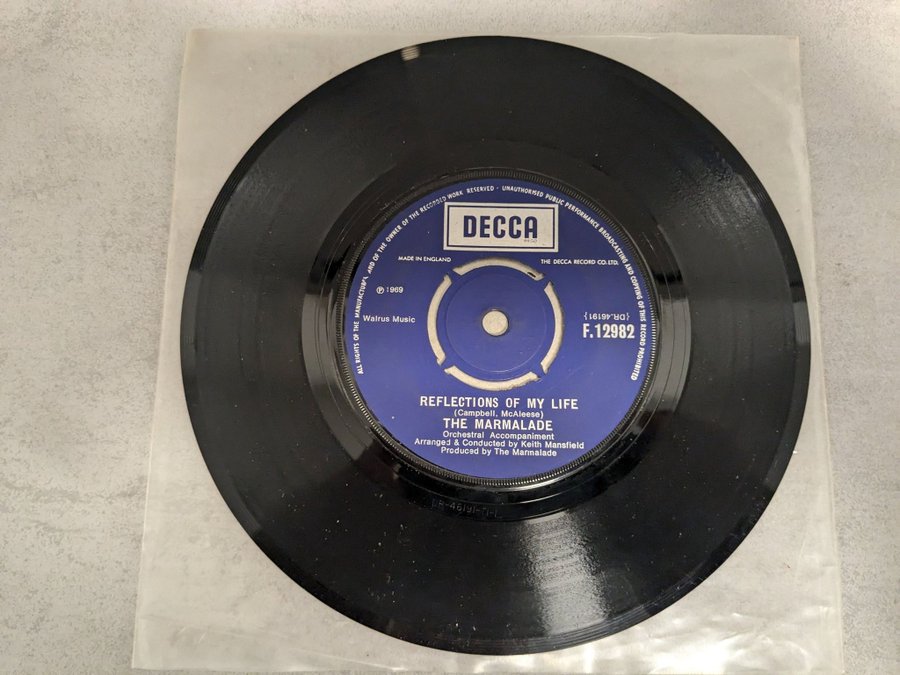 ALL RIGHTS OF THE MANUFACTURER AND OF THE OWNER OF THE RECORDED WORK RESERVED · UNAUTHORISED PUBLIC PERFORMANCE BROADCASTING AND COPYING OF THIS RECORD PROHIBITED
DECCA
MADE IN ENGLAND
THE DECCA RECORD CO. LTD.
℗ 1969
Walrus Music
(DR.46191)
F.12982
REFLECTIONS OF MY LIFE
(Campbell, McAleese)
THE MARMALADE
Orchestral Accompaniment
Arranged & Conducted by Keith Mansfield
Produced by The Marmalade